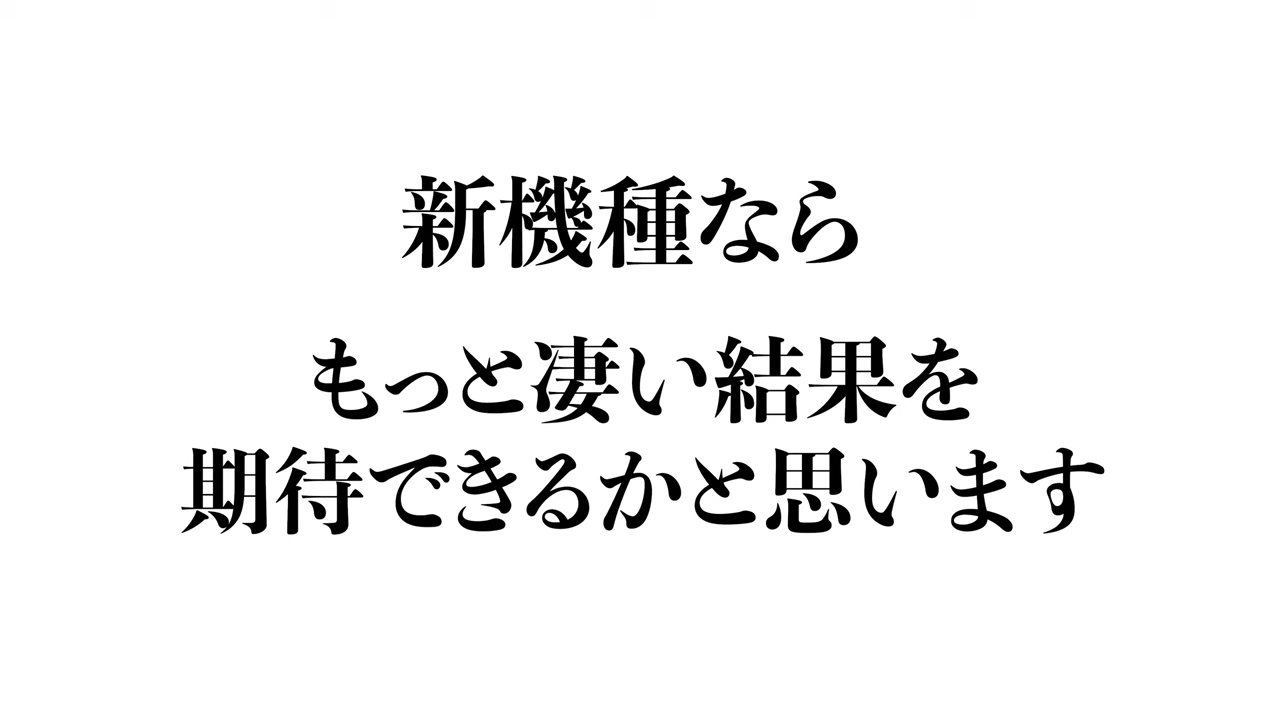 新機種なら
もっと凄い結果を
期待できるかと思います